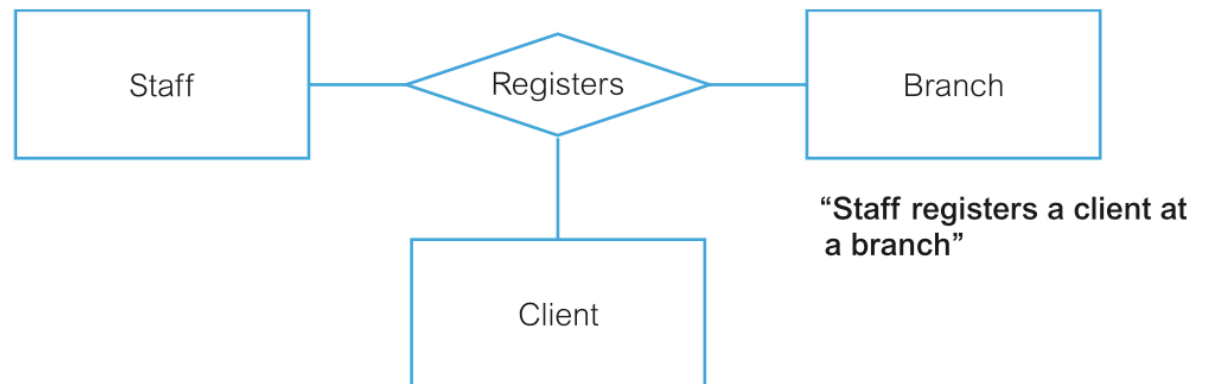 Staff
Registers
Branch
“Staff registers a client at
a branch”
Client